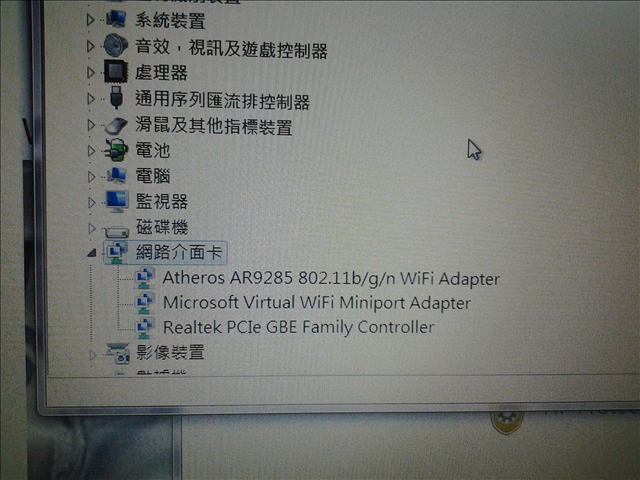 系統裝置
音效，視訊及遊戲控制器
處理器
通用序列匯流排控制器
滑鼠及其他指標裝置
電池
電腦
監視器
磁碟機
網路介面卡
Atheros AR9285 802.11b/g/n WiFi Adapter
Microsoft Virtual WiFi Miniport Adapter
Realtek PCIe GBE Family Controller
影像裝置